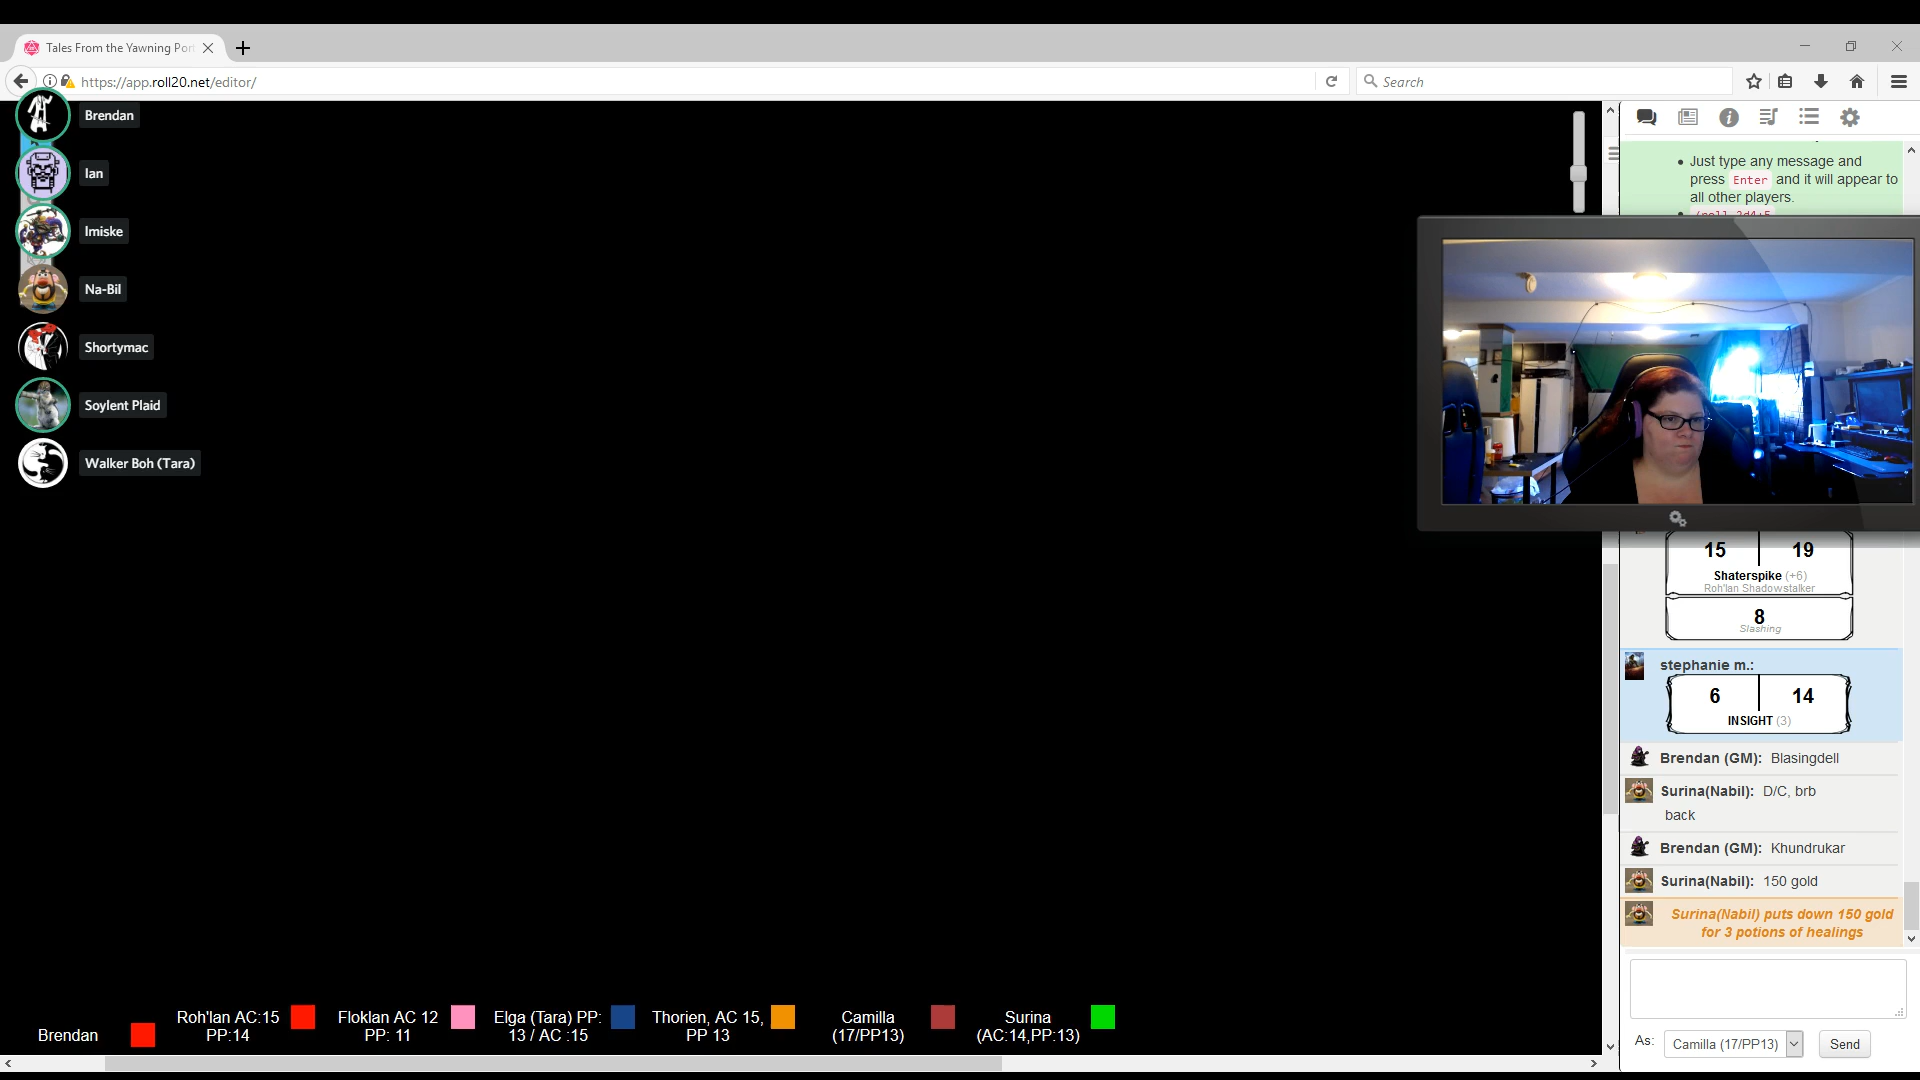 Tales From the Yawning Por
https://app.roll20.net/editor/
Search
Brendan
Ian
Imiske
Na-Bil
Shortymac
Soylent Plaid
Walker Boh (Tara)
Just type any message and
press Enter and it will appear to
all other players.
/roll 2d4+5
15 19
Shaterspike (+6)
Roh'lan Shadowstalker
8
Slashing
stephanie m.:
6 14
INSIGHT (3)
Brendan (GM): Blasingdell
Surina(Nabil): D/C, brb
back
Brendan (GM): Khundrukar
Surina(Nabil): 150 gold
Surina(Nabil) puts down 150 gold
for 3 potions of healings
As: Camilla (17/PP13) Send
Brendan
Roh'lan AC:15
PP:14
Floklan AC 12
PP: 11
Elga (Tara) PP:
13 / AC :15
Thorien, AC 15,
PP 13
Camilla
(17/PP13)
Surina
(AC:14,PP:13)